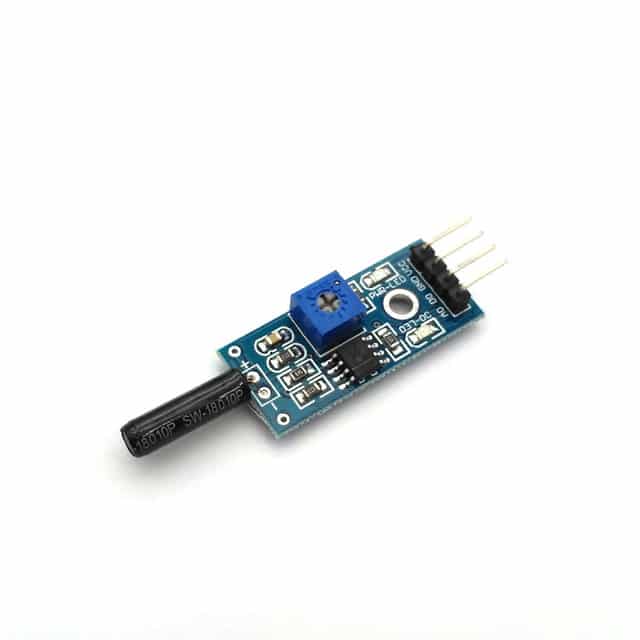 VCC
GND
DO
AO
PWR-LED
DO-LED
+
-
-18010P SW-18010P